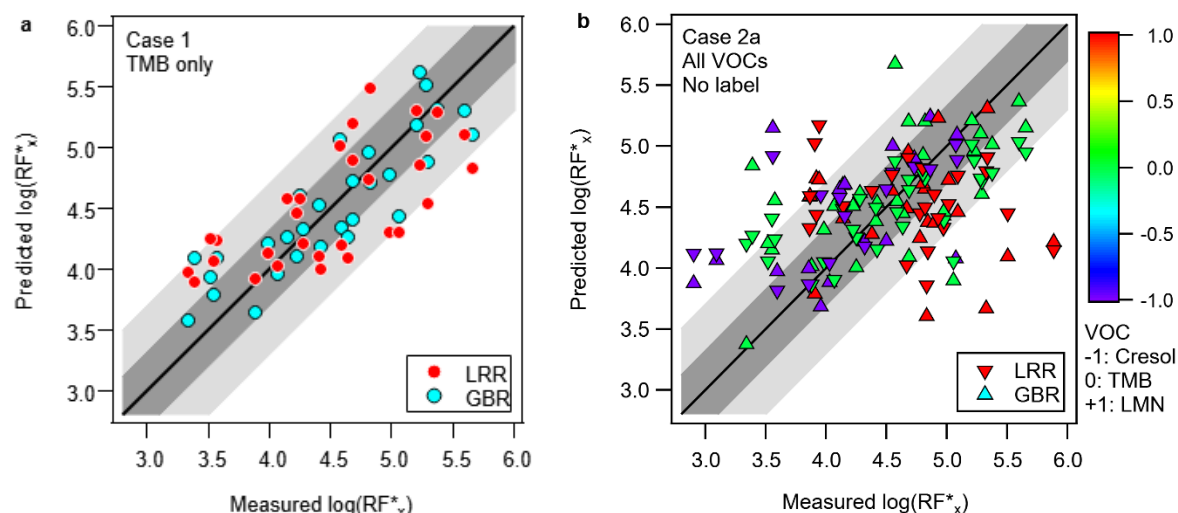 a
Case 1
TMB only
6.0
5.5
5.0
4.5
4.0
3.5
3.0
Predicted log(RF*x)
LRR
GBR
3.0 3.5 4.0 4.5 5.0 5.5 6.0
Measured log(RF*x)
b
Case 2a
All VOCs
No label
6.0
5.5
5.0
4.5
4.0
3.5
3.0
Predicted log(RF*x)
LRR
GBR
3.0 3.5 4.0 4.5 5.0 5.5 6.0
Measured log(RF*x)
1.0
0.5
0.0
-0.5
-1.0
VOC
-1: Cresol
0: TMB
+1: LMN